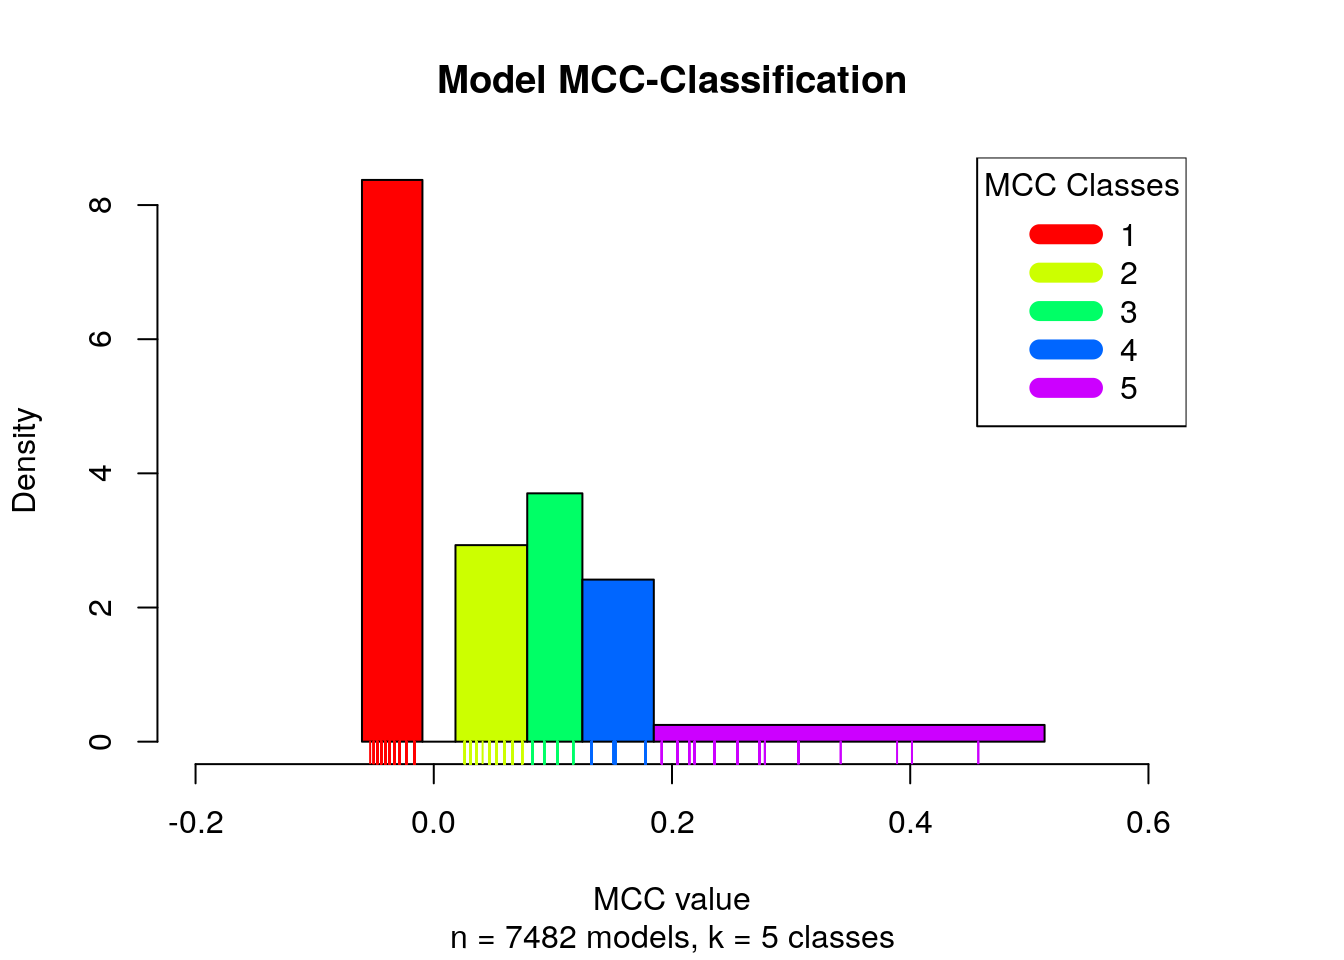 Model MCC-Classification
MCC Classes
1
2
3
4
5
Density
8
6
4
2
0
-0.2 0.0 0.2 0.4 0.6
MCC value
n = 7482 models, k = 5 classes